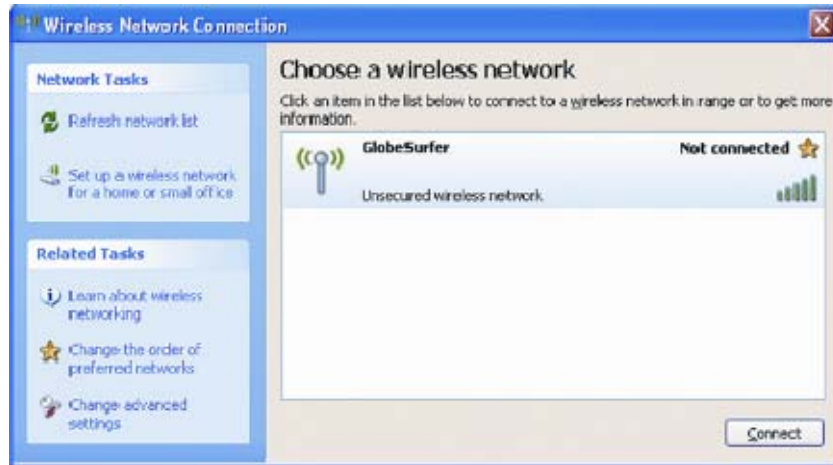 Wireless Network Connection
Network Tasks
Refresh network list
Set up a wireless network
for a home or small office
Related Tasks
Learn about wireless
networking
Change the order of
preferred networks
Change advanced
settings
Choose a wireless network
Click an item in the list below to connect to a wireless network in range or to get more
information.
GlobeSurfer
Not connected
Unsecured wireless network
Connect